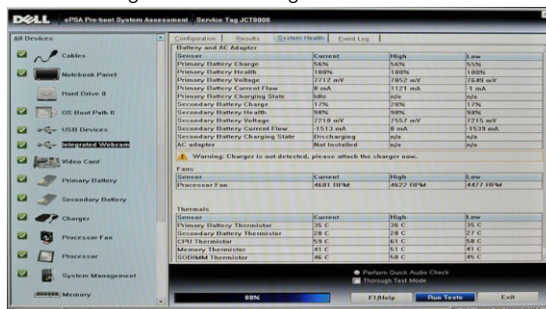 DELL ePSA Pre-boot System Assessment Service Tag JCT0000
All Devices
Cables
Notebook Panel
Hard Drive 0
OS Boot Path 0
USB Devices
Integrated Webcam
Video Card
Primary Battery
Secondary Battery
Charger
Processor Fan
Processor
System Management
Memory
Configuration Results System Health Event Log
Battery and AC Adapter
Sensor Current High Low
Primary Battery Charge 56% 56% 55%
Primary Battery Health 100% 100% 100%
Primary Battery Voltage 7712 mV 7852 mV 7649 mV
Primary Battery Current Flow 0 mA 1121 mA -1 mA
Primary Battery Charging State Idle n/a n/a
Secondary Battery Charge 17% 20% 17%
Secondary Battery Health 98% 98% 98%
Secondary Battery Voltage 7218 mV 7557 mV 7215 mV
Secondary Battery Current Flow -1513 mA 0 mA -1539 mA
Secondary Battery Charging State Discharging n/a n/a
AC adapter Not Installed n/a n/a
Warning: Charger is not detected, please attach the charger now.
Fans
Sensor Current High Low
Processor Fan 4601 RPM 4622 RPM 4477 RPM
Thermals
Sensor Current High Low
Primary Battery Thermistor 35 C 36 C 35 C
Secondary Battery Thermistor 28 C 28 C 27 C
CPU Thermistor 59 C 61 C 50 C
Memory Thermistor 41 C 51 C 41 C
SODIMM Thermistor 46 C 50 C 45 C
Perform Quick Audio Check
Thorough Test Mode
88%
F1/Help
Run Tests
Exit